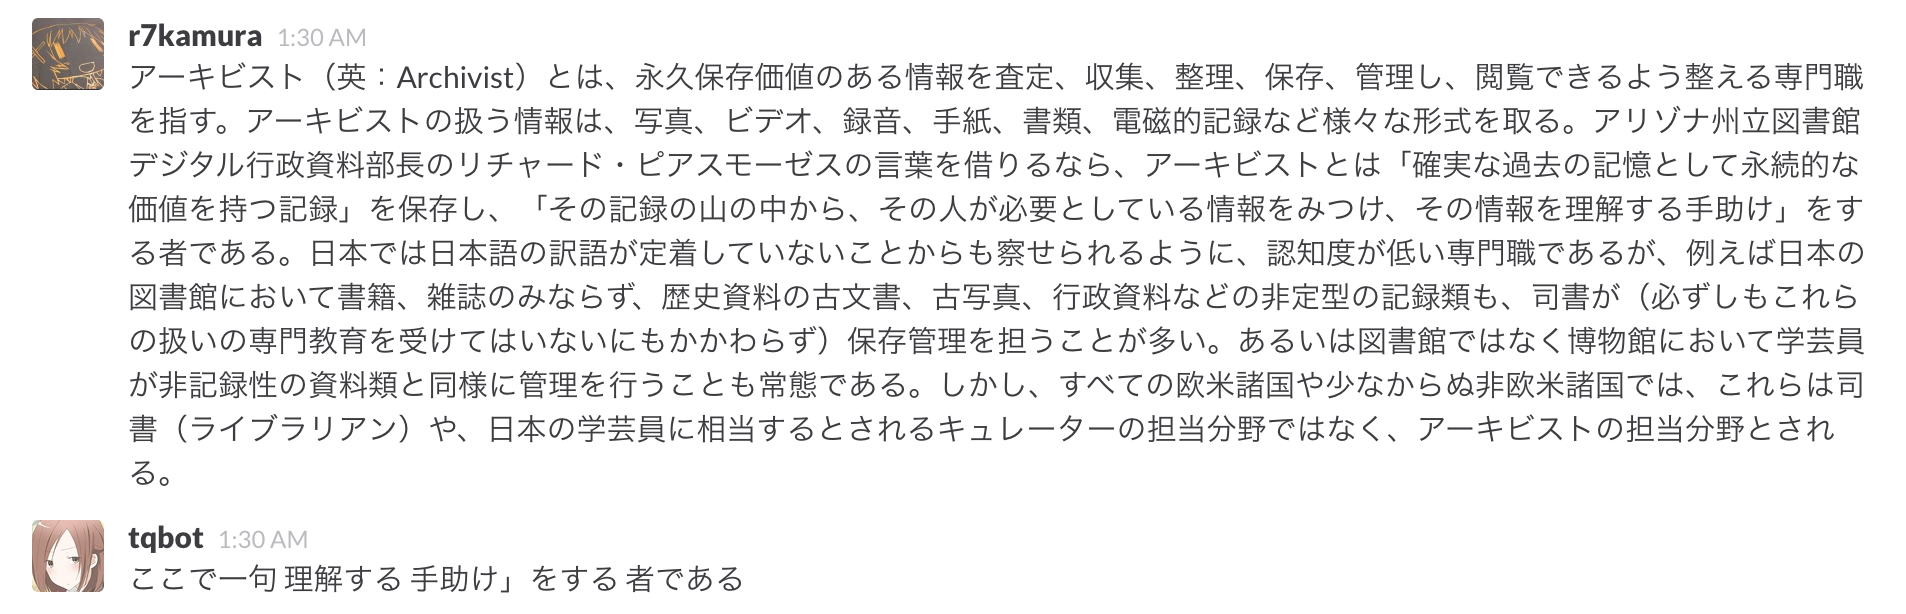 r7kamura 1:30 AM
アーキビスト（英：Archivist）とは、永久保存価値のある情報を査定、収集、整理、保存、管理し、閲覧できるよう整える専門職
を指す。アーキビストの扱う情報は、写真、ビデオ、録音、手紙、書類、電磁的記録など様々な形式を取る。アリゾナ州立図書館
デジタル行政資料部長のリチャード・ピアスモーゼスの言葉を借りるなら、アーキビストとは「確実な過去の記憶として永続的な
価値を持つ記録」を保存し、「その記録の山の中から、その人が必要としている情報をみつけ、その情報を理解する手助け」をす
る者である。日本では日本語の訳語が定着していないことからも察せられるように、認知度が低い専門職であるが、例えば日本の
図書館において書籍、雑誌のみならず、歴史資料の古文書、古写真、行政資料などの非定型の記録類も、司書が（必ずしもこれら
の扱いの専門教育を受けてはいないにもかかわらず）保存管理を担うことが多い。あるいは図書館ではなく博物館において学芸員
が非記録性の資料類と同様に管理を行うことも常態である。しかし、すべての欧米諸国や少なからぬ非欧米諸国では、これらは司
書（ライブラリアン）や、日本の学芸員に相当するとされるキュレーターの担当分野ではなく、アーキビストの担当分野とされ
る。
tqbot 1:30 AM
ここで一句 理解する 手助け」をする 者である